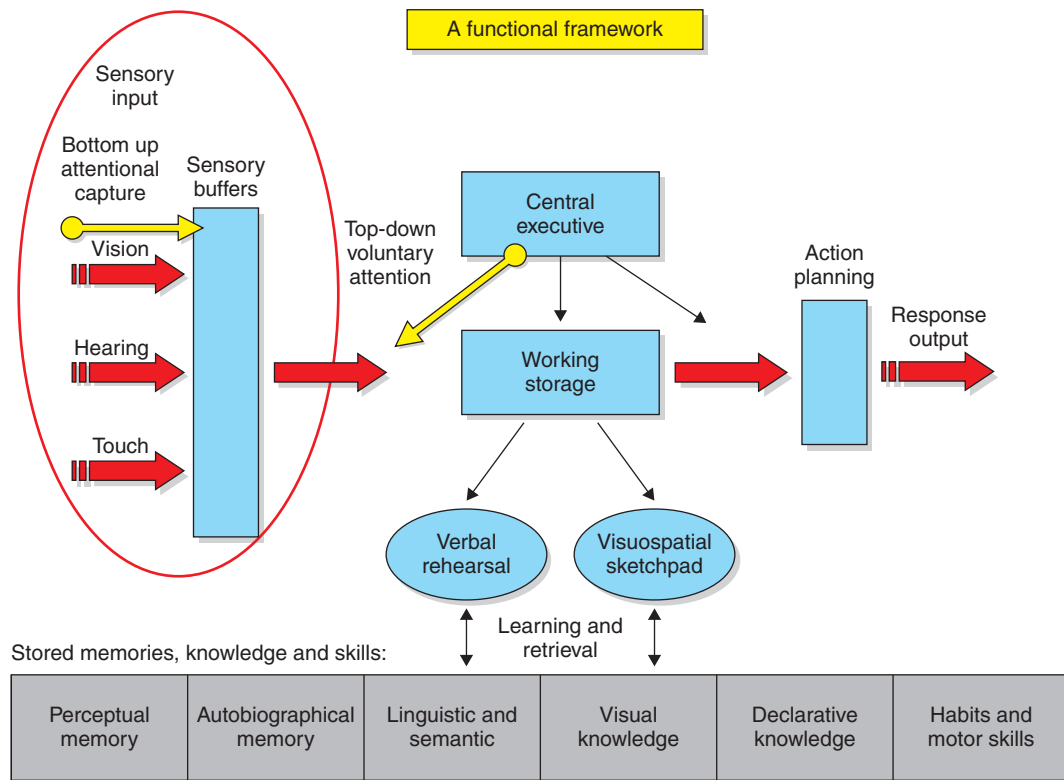 A functional framework
Sensory
input
Bottom up
attentional
capture
Sensory
buffers
Vision
Hearing
Touch
Top-down
voluntary
attention
Central
executive
Working
storage
Action
planning
Response
output
Verbal
rehearsal
Visuospatial
sketchpad
Learning and
retrieval
Stored memories, knowledge and skills:
Perceptual
memory
Autobiographical
memory
Linguistic and
semantic
Visual
knowledge
Declarative
knowledge
Habits and
motor skills